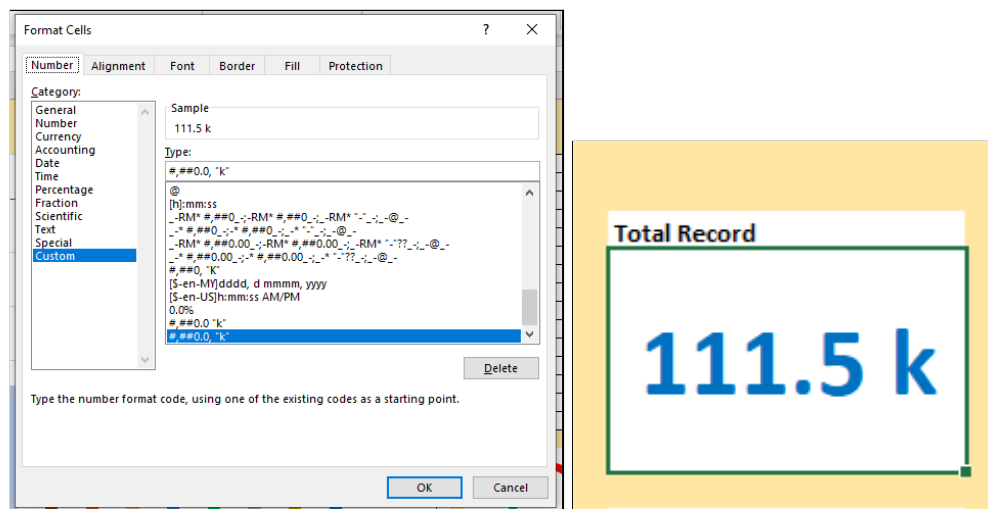 Format Cells
Number Alignment Font Border Fill Protection
Category:
General
Number
Currency
Accounting
Date
Time
Percentage
Fraction
Scientific
Text
Special
Custom
Sample
111.5 k
Type:
#,##0.0, "k"
@
[h]:mm:ss
_-RM* #,##0_-;-RM* #,##0_-;_-RM* "-"_-;_-@_-
_-* #,##0_-;-* #,##0_-;_-* "-"_-;_-@_-
_-RM* #,##0.00_-;-RM* #,##0.00_-;_-RM* "-"??_-;_-@_-
_-* #,##0.00_-;-* #,##0.00_-;_-* "-"??_-;_-@_-
#,##0, "K"
[$-en-MY]dddd, d mmmm, yyyy
[$-en-US]h:mm:ss AM/PM
0.0%
#,##0.0 "k"
#,##0.0, "k"
Delete
Type the number format code, using one of the existing codes as a starting point.
OK Cancel
Total Record
111.5 k